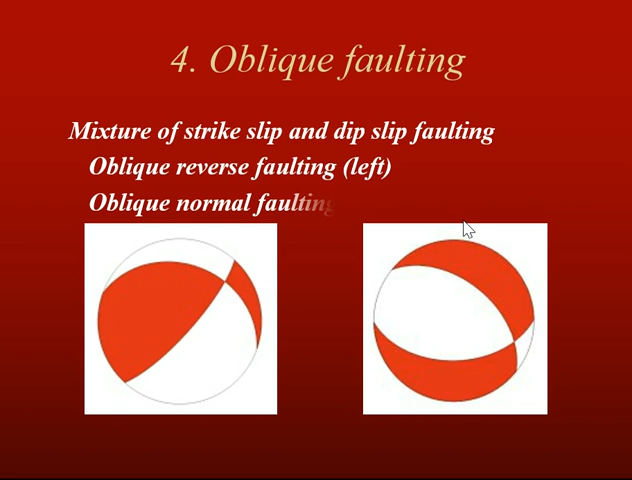 4. Oblique faulting
Mixture of strike slip and dip slip faulting
Oblique reverse faulting (left)
Oblique normal faulting